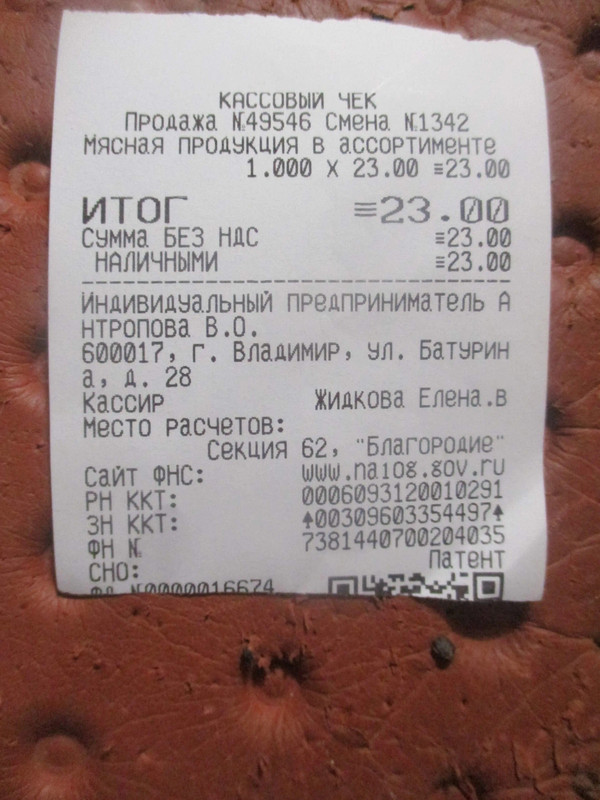 КАССОВЫЙ ЧЕК
Продажа №49546 Смена №1342
Мясная продукция в ассортименте
1.000 X 23.00 ≡23.00
ИТОГ ≡23.00
СУММА БЕЗ НДС ≡23.00
НАЛИЧНЫМИ ≡23.00
Индивидуальный предприниматель А
нтропова В.О.
600017, г. Владимир, ул. Батурин
а, д. 28
Кассир Жидкова Елена.в
Место расчетов:
Секция 62, "Благородие"
Сайт ФНС: www.nalog.gov.ru
РН ККТ: 0006093120010291
ЗН ККТ: ↑00309603354497↑
ФН № 7381440700204035
СНО: Патент
ФД №0000016674